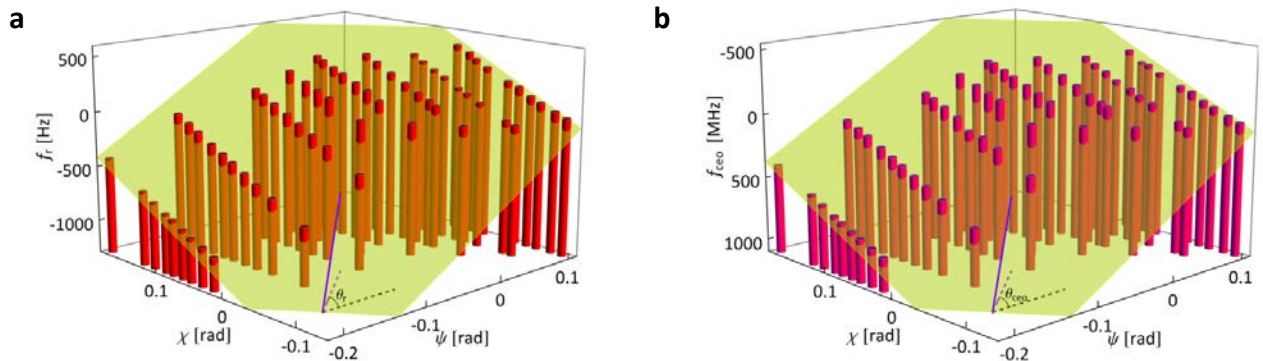 a
500
0
-500
-1000
f_r [Hz]
0.1
0
-0.1
χ [rad]
θ_r
-0.2
-0.1
0
0.1
ψ [rad]
b
-500
0
500
1000
f_ceo [MHz]
0.1
0
-0.1
χ [rad]
θ_ceo
-0.2
-0.1
0
0.1
ψ [rad]